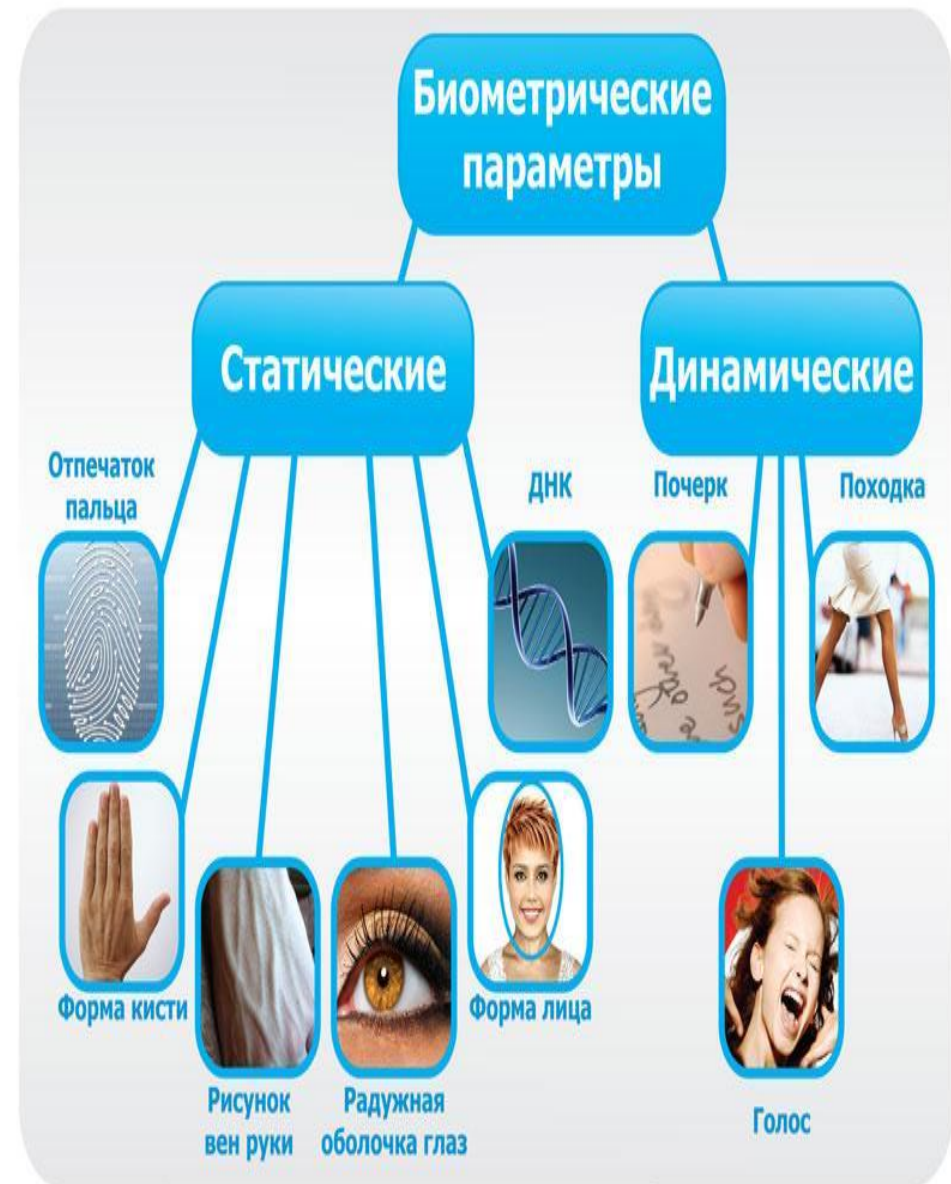 Биометрические
параметры
Статические
Динамические
Отпечаток
пальца
ДНК
Почерк
Походка
Форма кисти
Форма лица
Рисунок
вен руки
Радужная
оболочка глаз
Голос